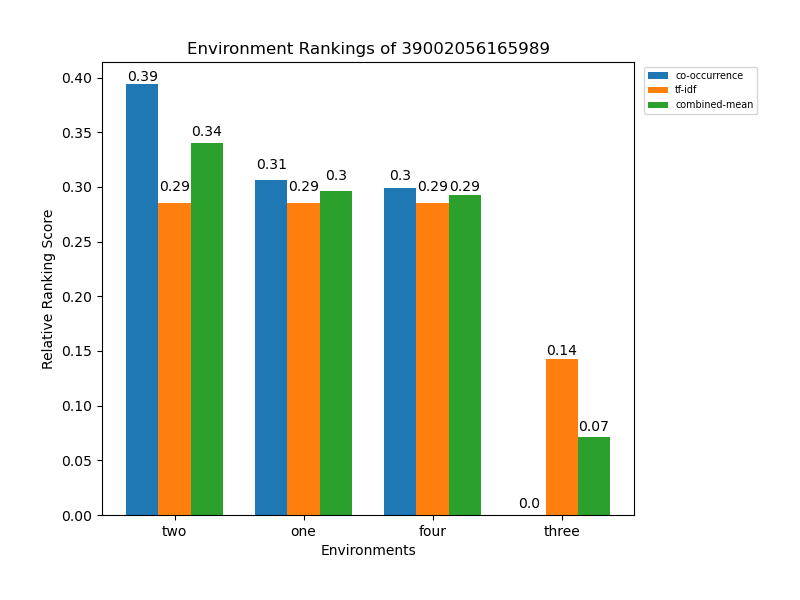 Environment Rankings of 39002056165989
co-occurrence
tf-idf
combined-mean
Relative Ranking Score
0.40
0.35
0.30
0.25
0.20
0.15
0.10
0.05
0.00
0.39
0.29
0.34
0.31
0.29
0.3
0.3
0.29
0.29
0.0
0.14
0.07
two
one
four
three
Environments